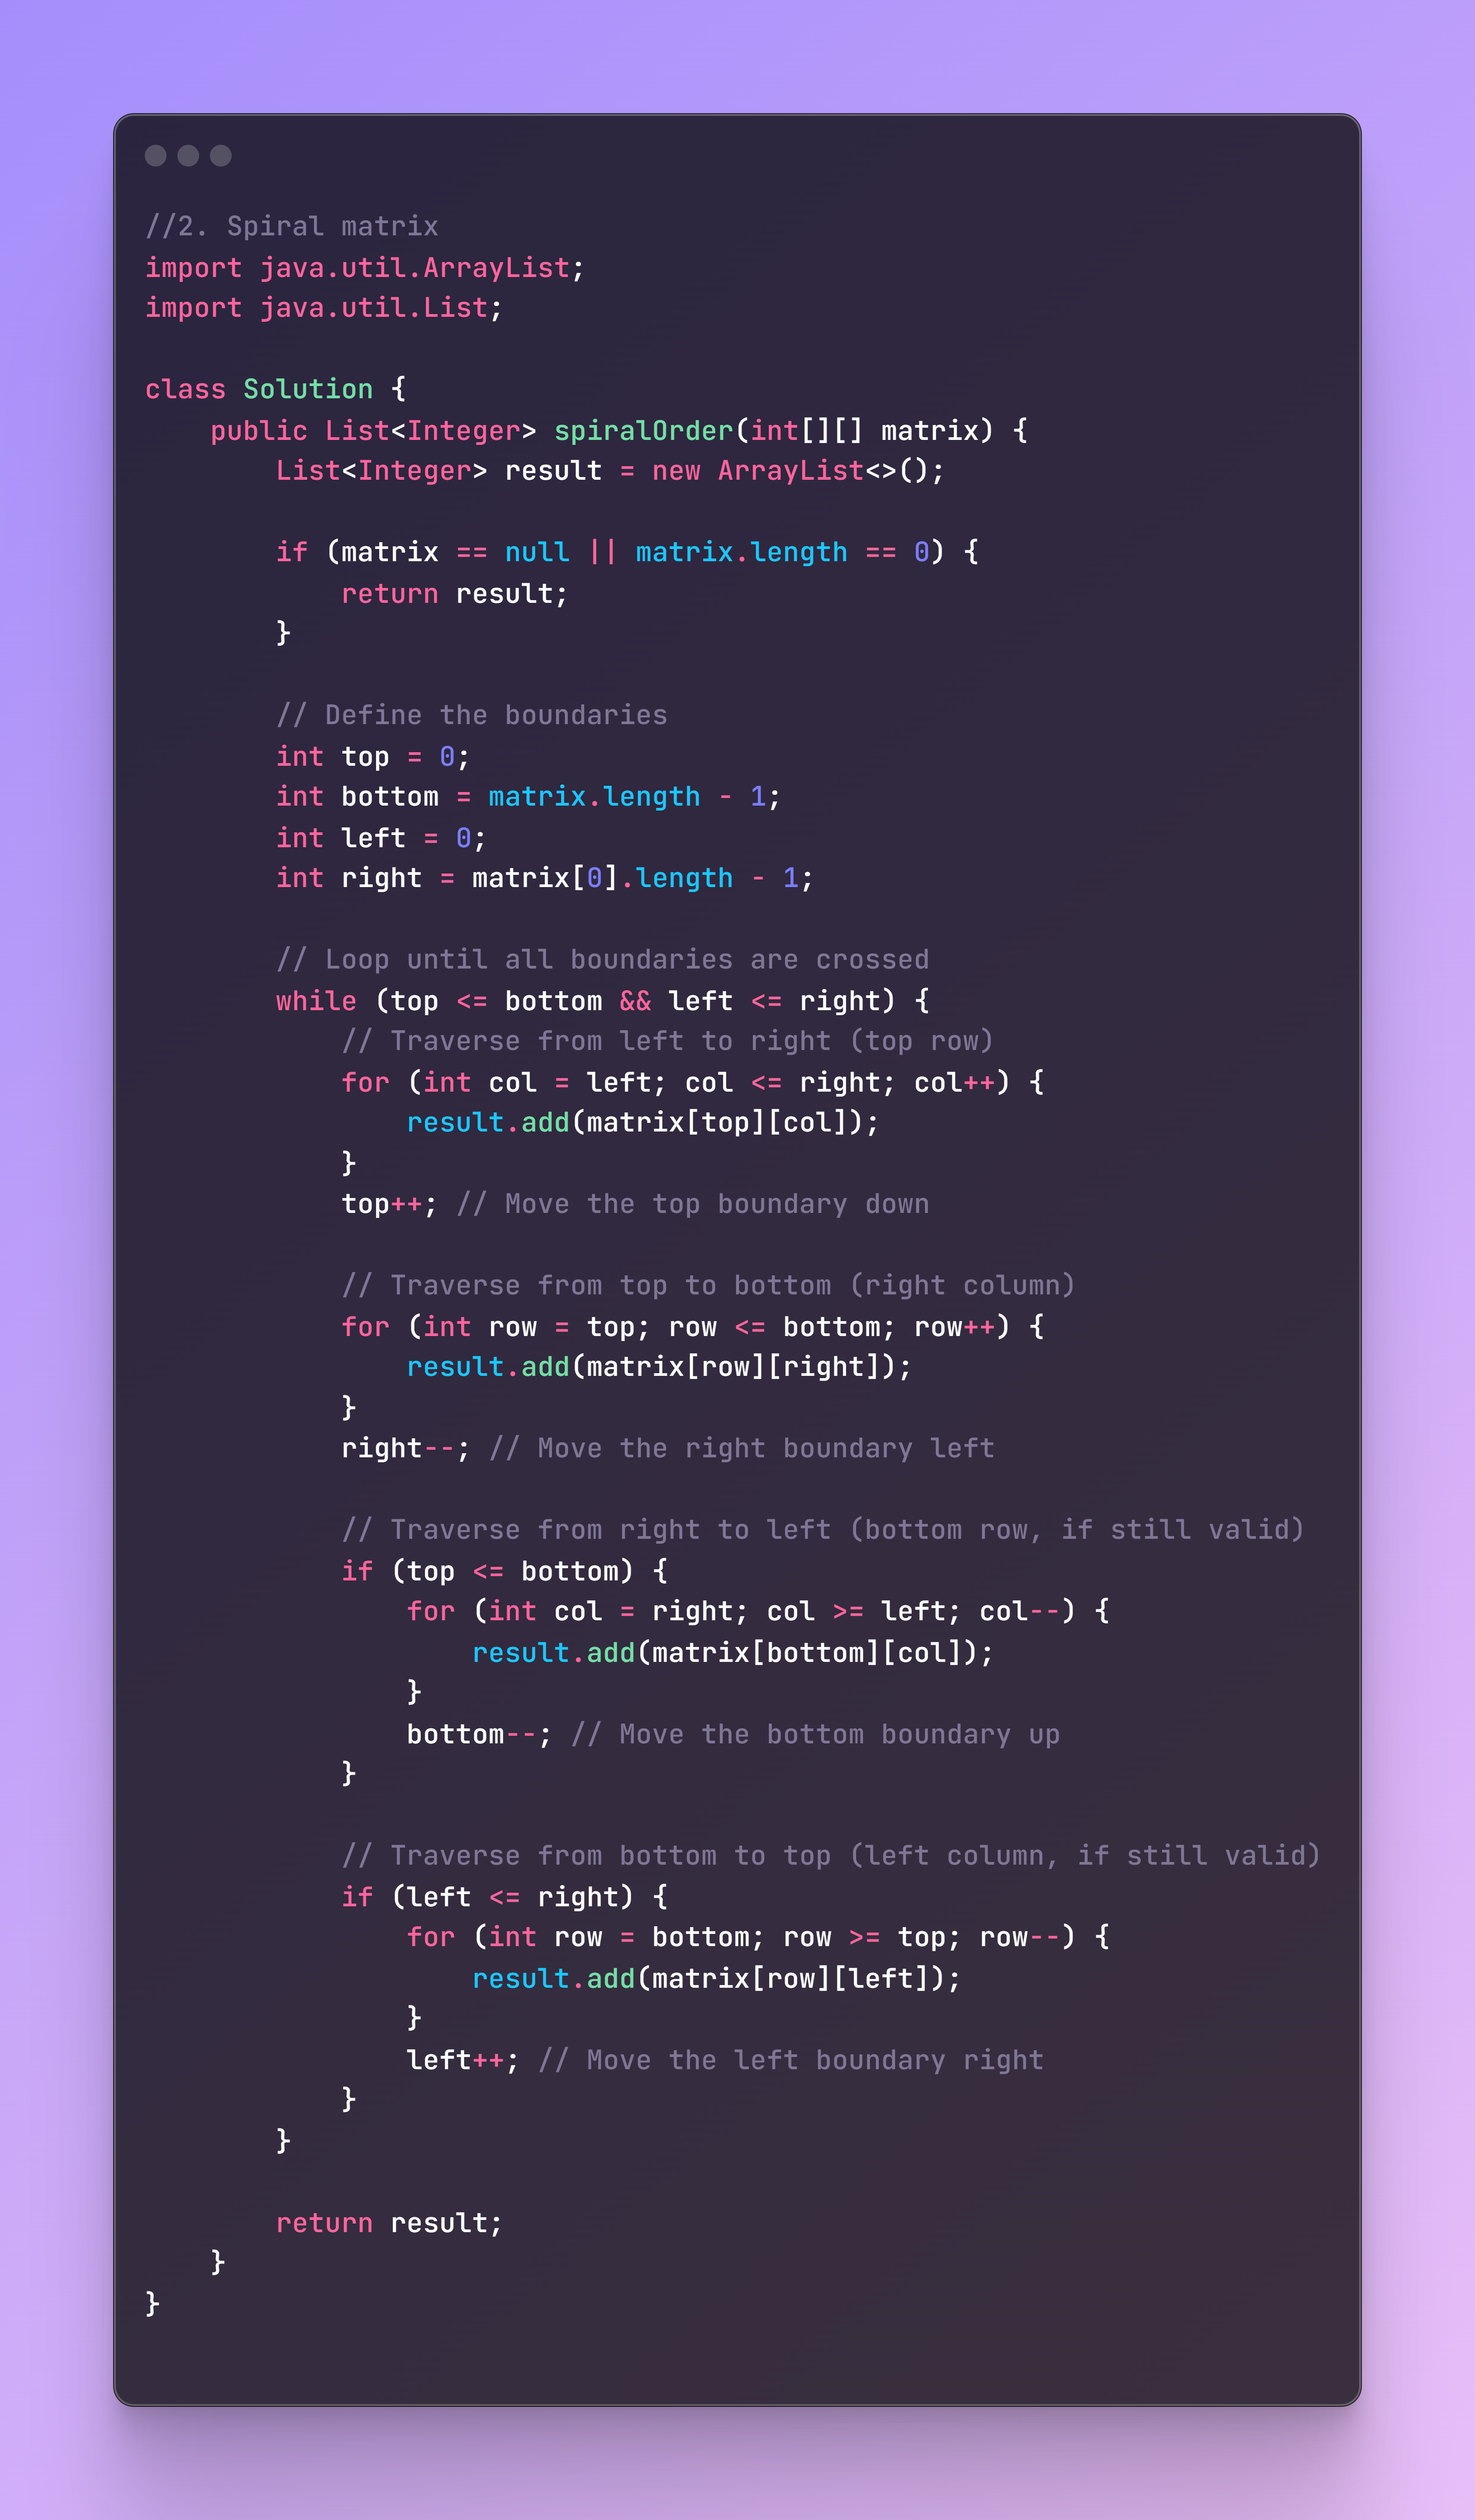 //2. Spiral matrix
import java.util.ArrayList;
import java.util.List;

class Solution {
    public List<Integer> spiralOrder(int[][] matrix) {
        List<Integer> result = new ArrayList<>();

        if (matrix == null || matrix.length == 0) {
            return result;
        }

        // Define the boundaries
        int top = 0;
        int bottom = matrix.length - 1;
        int left = 0;
        int right = matrix[0].length - 1;

        // Loop until all boundaries are crossed
        while (top <= bottom && left <= right) {
            // Traverse from left to right (top row)
            for (int col = left; col <= right; col++) {
                result.add(matrix[top][col]);
            }
            top++; // Move the top boundary down

            // Traverse from top to bottom (right column)
            for (int row = top; row <= bottom; row++) {
                result.add(matrix[row][right]);
            }
            right--; // Move the right boundary left

            // Traverse from right to left (bottom row, if still valid)
            if (top <= bottom) {
                for (int col = right; col >= left; col--) {
                    result.add(matrix[bottom][col]);
                }
                bottom--; // Move the bottom boundary up
            }

            // Traverse from bottom to top (left column, if still valid)
            if (left <= right) {
                for (int row = bottom; row >= top; row--) {
                    result.add(matrix[row][left]);
                }
                left++; // Move the left boundary right
            }
        }

        return result;
    }
}